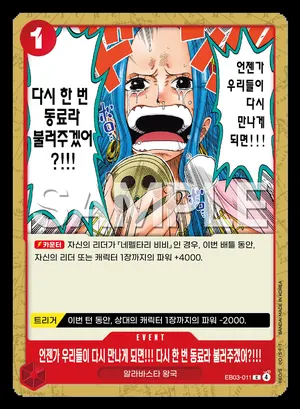 1
언젠가
우리들이
다시
만나게
되면!!!
다시 한 번
동료라
불러주겠어
?!!!
SAMPLE
카운터 자신의 리더가 「네펠타리 비비」인 경우, 이번 배틀 동안,
자신의 리더 또는 캐릭터 1장까지의 파워 +4000.
트리거 이번 턴 동안, 상대의 캐릭터 1장까지의 파워 -2000.
EVENT
언젠가 우리들이 다시 만나게 되면!!! 다시 한 번 동료라 불러주겠어?!!!
알라바스타 왕국
EB03-011